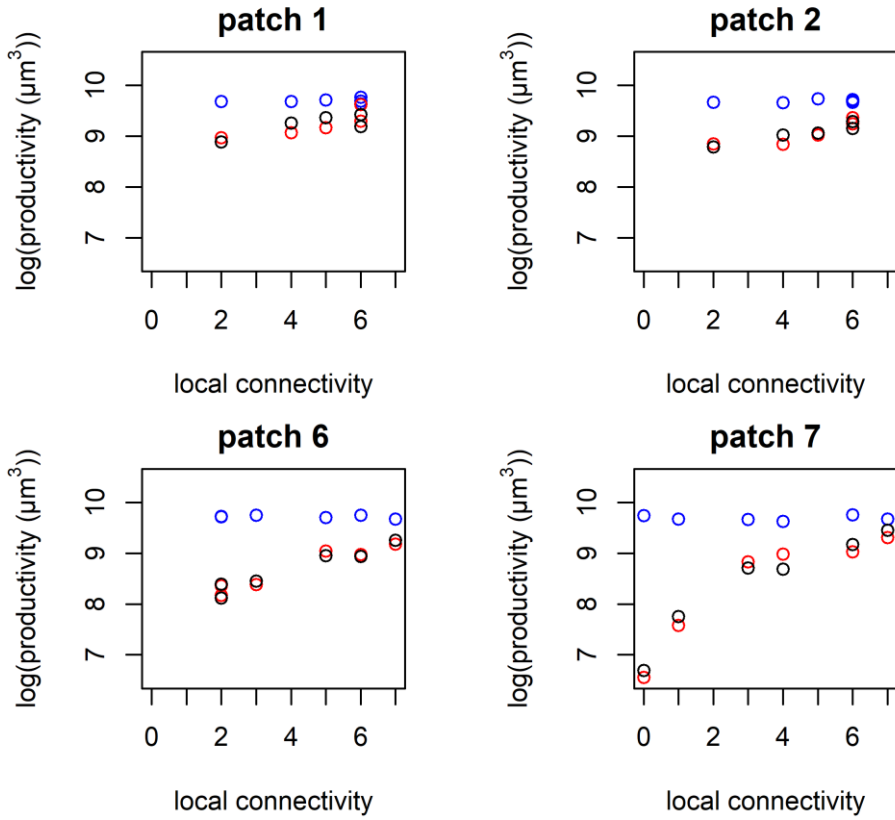 patch 1
log(productivity (µm³))
10
9
8
7
0 2 4 6
local connectivity
patch 2
log(productivity (µm³))
10
9
8
7
0 2 4 6
local connectivity
patch 6
log(productivity (µm³))
10
9
8
7
0 2 4 6
local connectivity
patch 7
log(productivity (µm³))
10
9
8
7
0 2 4 6
local connectivity